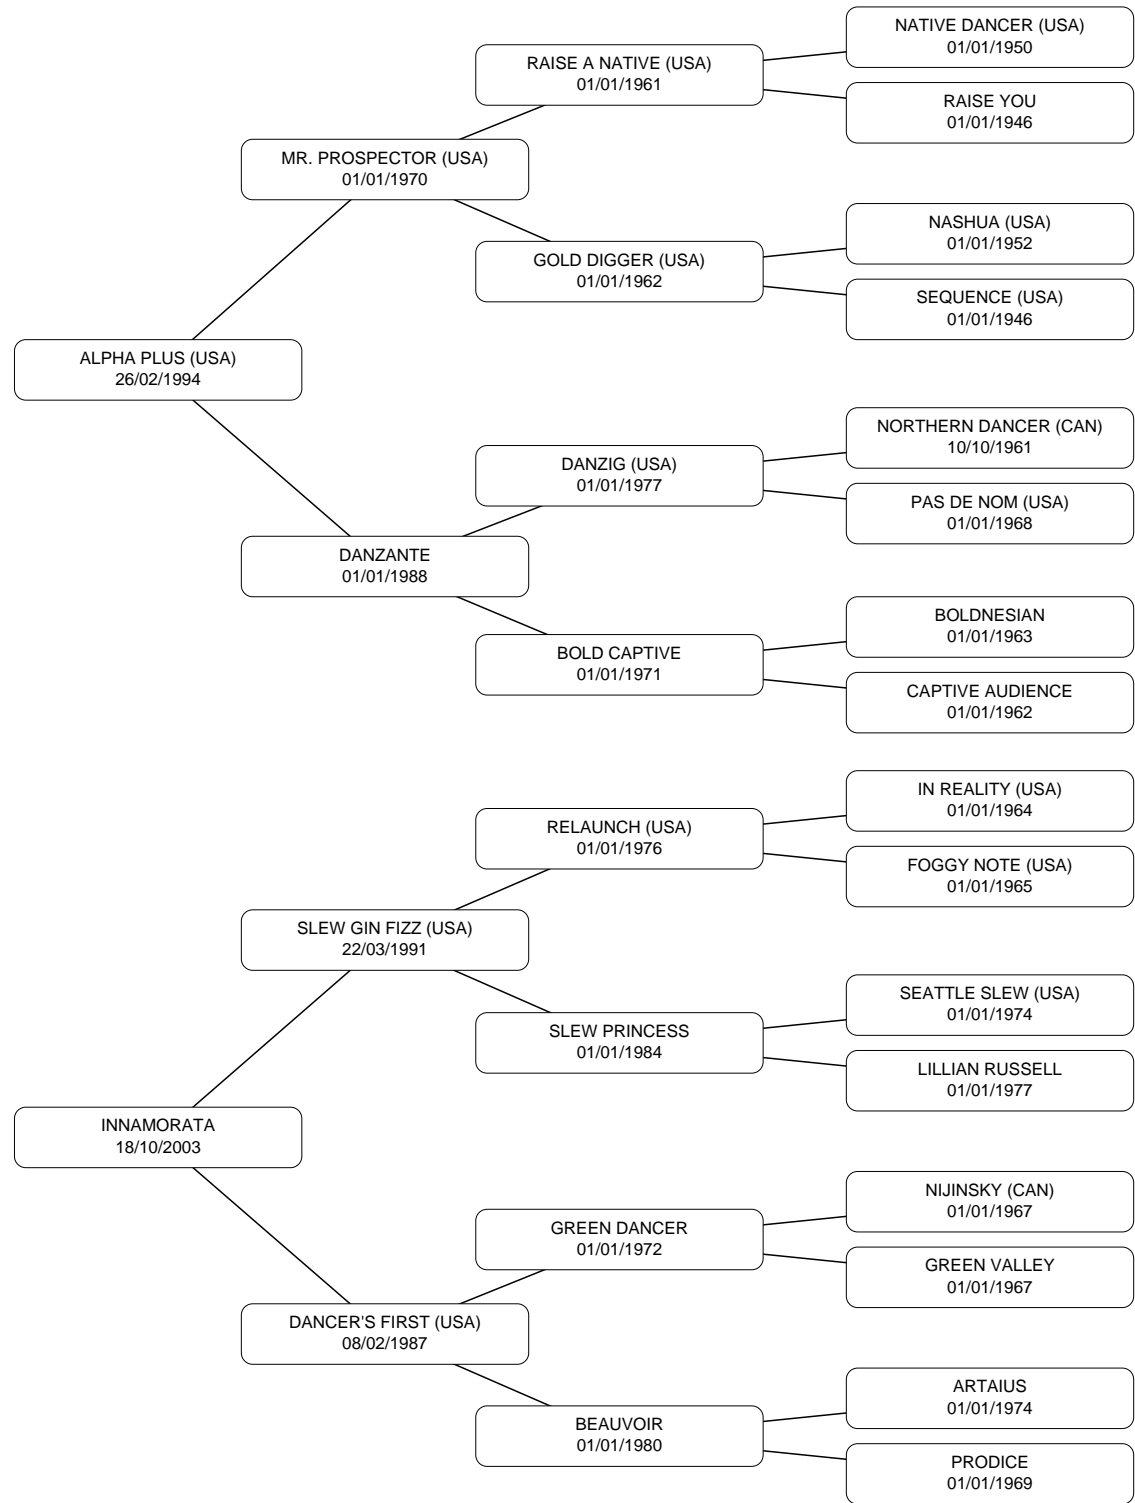 NATIVE DANCER (USA)
01/01/1950
RAISE A NATIVE (USA)
01/01/1961
RAISE YOU
01/01/1946
MR. PROSPECTOR (USA)
01/01/1970
NASHUA (USA)
01/01/1952
GOLD DIGGER (USA)
01/01/1962
SEQUENCE (USA)
01/01/1946
ALPHA PLUS (USA)
26/02/1994
NORTHERN DANCER (CAN)
10/10/1961
DANZIG (USA)
01/01/1977
PAS DE NOM (USA)
01/01/1968
DANZANTE
01/01/1988
BOLDNESIAN
01/01/1963
BOLD CAPTIVE
01/01/1971
CAPTIVE AUDIENCE
01/01/1962
IN REALITY (USA)
01/01/1964
RELAUNCH (USA)
01/01/1976
FOGGY NOTE (USA)
01/01/1965
SLEW GIN FIZZ (USA)
22/03/1991
SEATTLE SLEW (USA)
01/01/1974
SLEW PRINCESS
01/01/1984
LILLIAN RUSSELL
01/01/1977
INNAMORATA
18/10/2003
NIJINSKY (CAN)
01/01/1967
GREEN DANCER
01/01/1972
GREEN VALLEY
01/01/1967
DANCER'S FIRST (USA)
08/02/1987
ARTAIUS
01/01/1974
BEAUVOIR
01/01/1980
PRODICE
01/01/1969